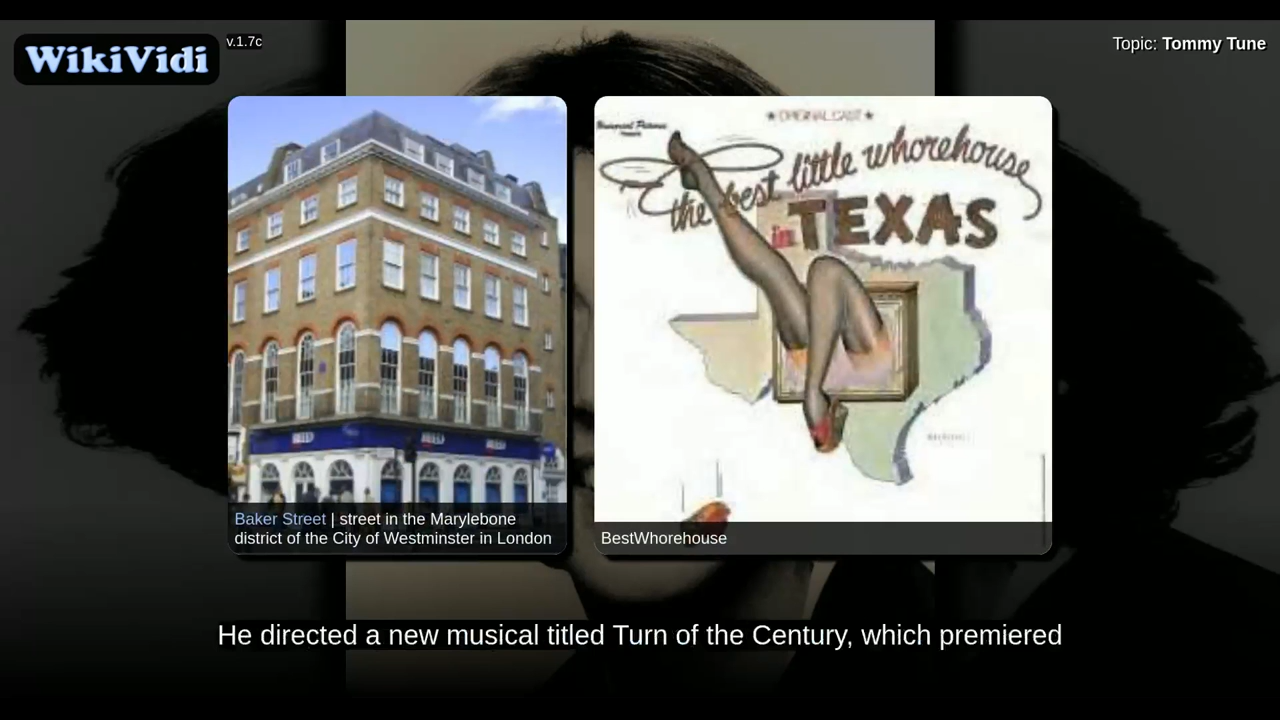 WikiVidi
v.1.7c
Topic: Tommy Tune
★ ORIGINAL CAST ★
Universal Pictures
the best little whorehouse
in TEXAS
Baker Street | street in the Marylebone
district of the City of Westminster in London
BestWhorehouse
He directed a new musical titled Turn of the Century, which premiered